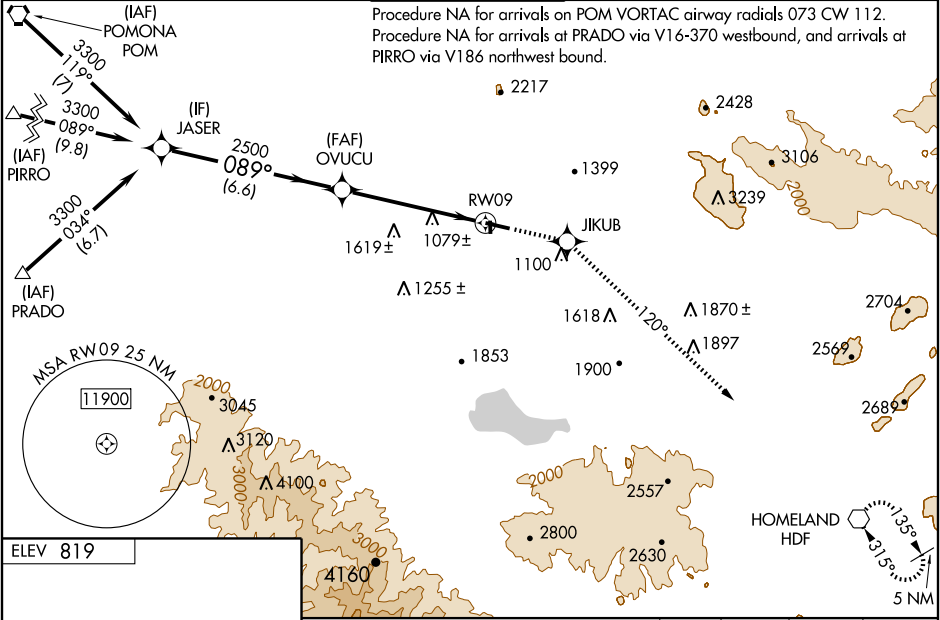 Procedure NA for arrivals on POM VORTAC airway radials 073 CW 112.
Procedure NA for arrivals at PRADO via V16-370 westbound, and arrivals at
PIRRO via V186 northwest bound.
(IAF)
POMONA
POM
3300
119°
(7)
3300
089°
(9.8)
(IAF)
PIRRO
(IF)
JASER
2500
089°
(6.6)
(FAF)
OVUCU
3300
034°
(6.7)
(IAF)
PRADO
RW09
JIKUB
120°
2217
2428
1399
3106
2000
3239
1619±
1079±
1100
1255 ±
1618
1870 ±
1897
2704
2569
2689
1853
1900
MSA RW09 25 NM
11900
2000
3045
3120
3000
4100
3000
4160
2000
2557
2800
2630
HOMELAND
HDF
135°
315°
5 NM
ELEV 819